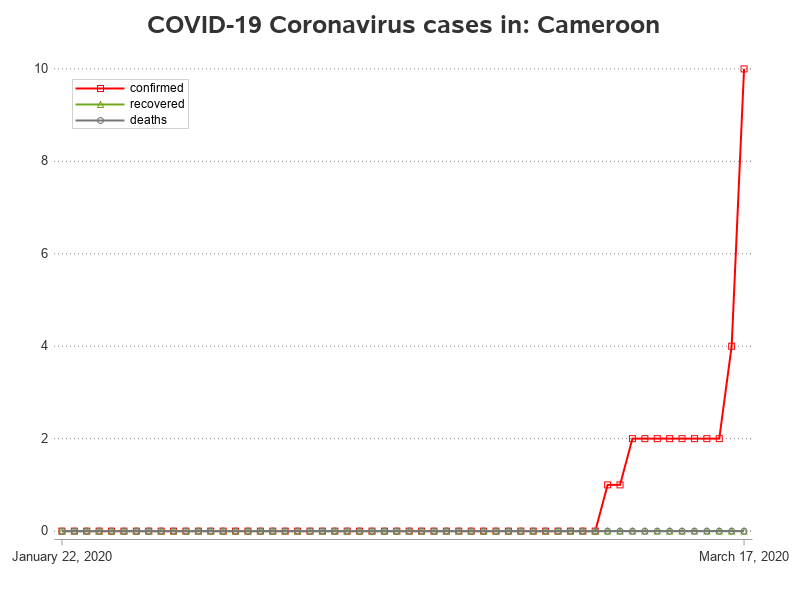 COVID-19 Coronavirus cases in: Cameroon
10
confirmed
recovered
deaths
8
6
4
2
0
January 22, 2020
March 17, 2020